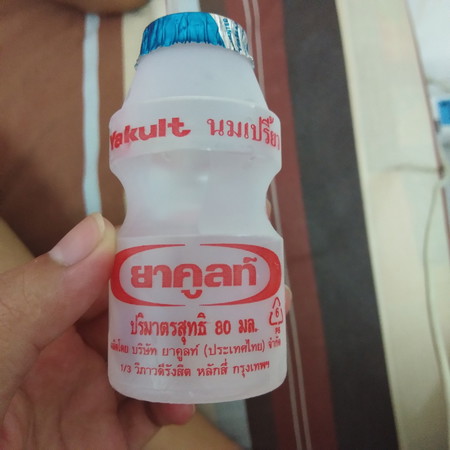 Yakult นมเปรี้ยว
ยาคูลท์
ปริมาตรสุทธิ 80 มล.
6
PS
ผลิตโดย บริษัท ยาคูลท์ (ประเทศไทย) จำกัด
1/3 วิภาวดีรังสิต หลักสี่ กรุงเทพฯ